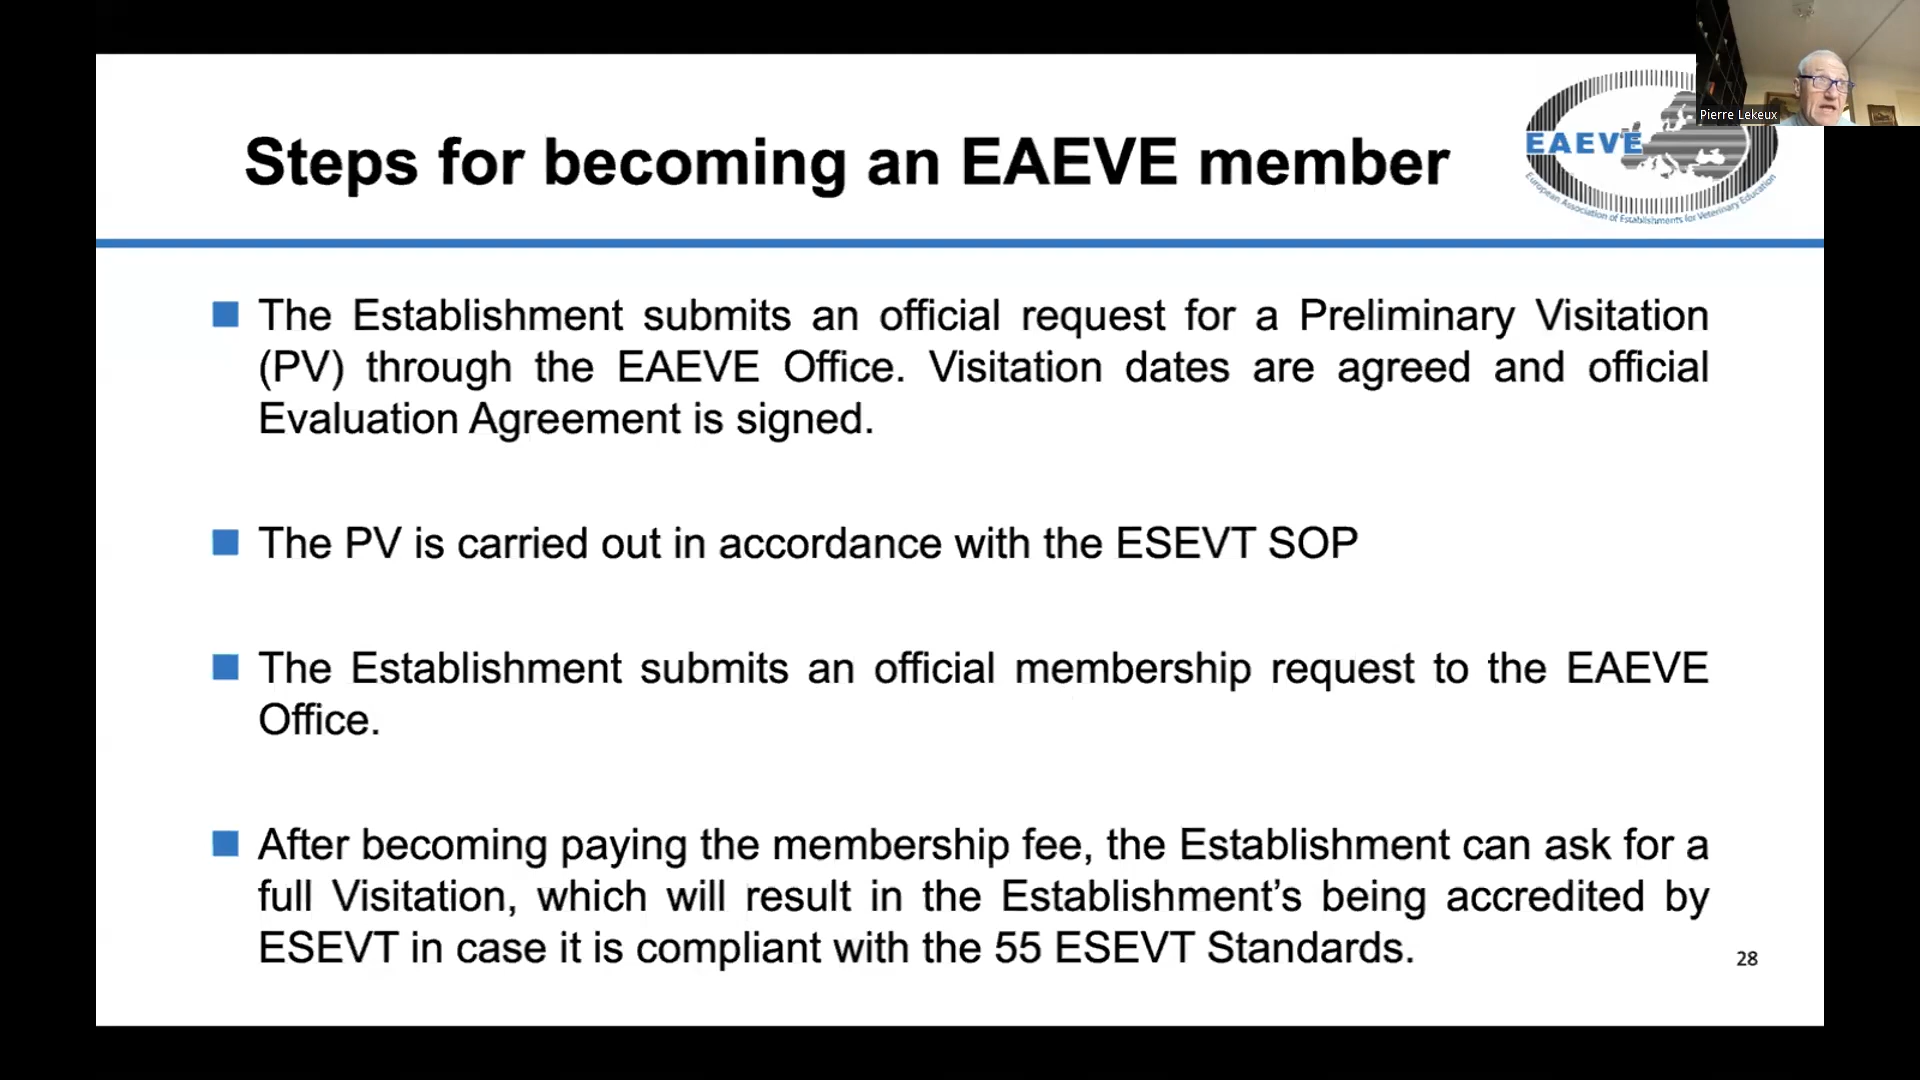 Pierre Lekeux
Steps for becoming an EAEVE member
EAEVE
European Association of Establishments for Veterinary Education
The Establishment submits an official request for a Preliminary Visitation
(PV) through the EAEVE Office. Visitation dates are agreed and official
Evaluation Agreement is signed.
The PV is carried out in accordance with the ESEVT SOP
The Establishment submits an official membership request to the EAEVE
Office.
After becoming paying the membership fee, the Establishment can ask for a
full Visitation, which will result in the Establishment’s being accredited by
ESEVT in case it is compliant with the 55 ESEVT Standards.
28